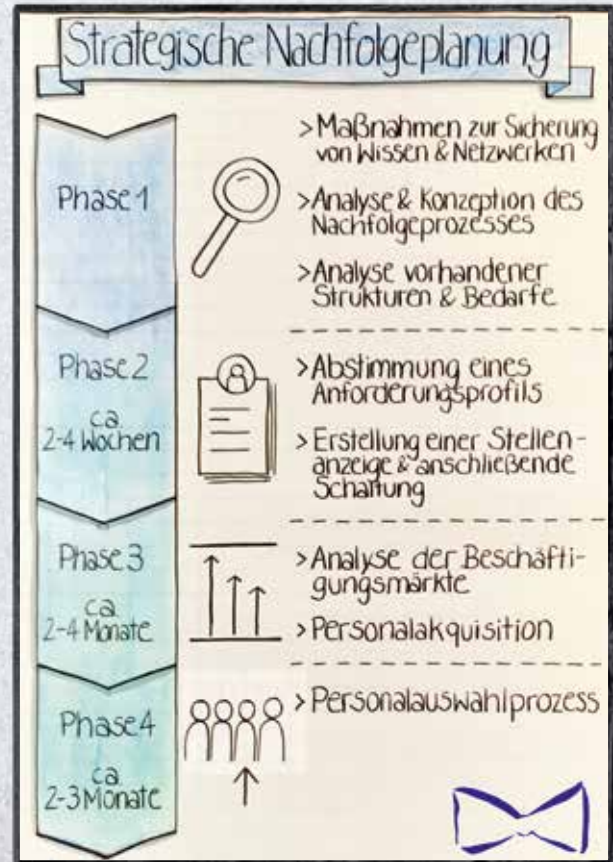 Strategische Nachfolgeplanung
Phase 1
> Maßnahmen zur Sicherung
von Wissen & Netzwerken
> Analyse & Konzeption des
Nachfolgeprozesses
> Analyse vorhandener
Strukturen & Bedarfe
Phase 2
ca.
2-4 Wochen
> Abstimmung eines
Anforderungsprofils
> Erstellung einer Stellen-
anzeige & anschließende
Schaltung
Phase 3
ca.
2-4 Monate
> Analyse der Beschäfti-
gungsmärkte
> Personalakquisition
Phase 4
ca.
2-3 Monate
> Personalauswahlprozess